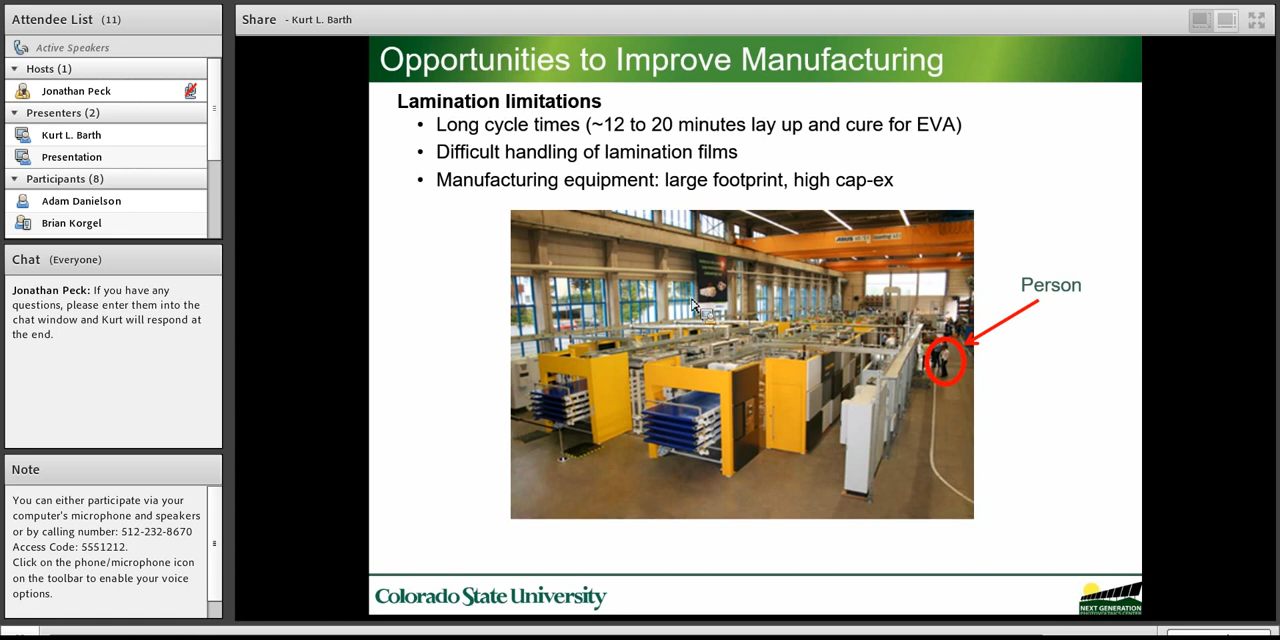 Attendee List (11)
Active Speakers
Hosts (1)
Jonathan Peck
Presenters (2)
Kurt L. Barth
Presentation
Participants (8)
Adam Danielson
Brian Korgel
Chat (Everyone)
Jonathan Peck: If you have any
questions, please enter them into the
chat window and Kurt will respond at
the end.
Note
You can either participate via your
computer's microphone and speakers
or by calling number: 512-232-8670
Access Code: 5551212.
Click on the phone/microphone icon
on the toolbar to enable your voice
options.
Share - Kurt L. Barth
Opportunities to Improve Manufacturing
Lamination limitations
• Long cycle times (~12 to 20 minutes lay up and cure for EVA)
• Difficult handling of lamination films
• Manufacturing equipment: large footprint, high cap-ex
ABUS
Person
Colorado State University
NEXT GENERATION
PHOTOVOLTAICS CENTER